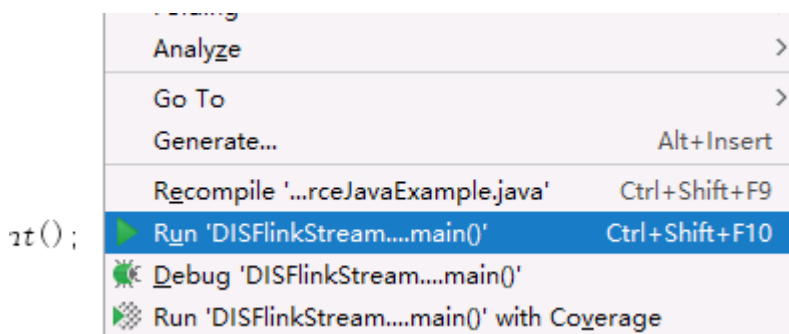 Analyze
Go To
Generate... Alt+Insert
Recompile '...rceJavaExample.java' Ctrl+Shift+F9
nt(); Run 'DISFlinkStream....main()' Ctrl+Shift+F10
Debug 'DISFlinkStream....main()'
Run 'DISFlinkStream....main()' with Coverage